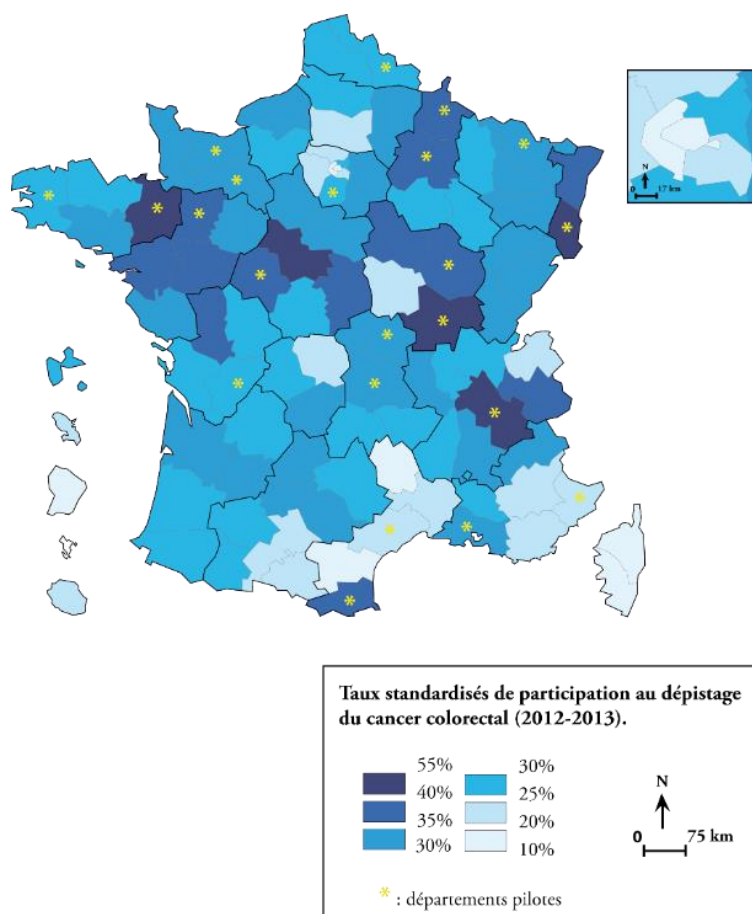 N
0 17 km
Taux standardisés de participation au dépistage
du cancer colorectal (2012-2013).
55% 30%
40% 25%
35% 20%
30% 10%
N
0 75 km
* : départements pilotes